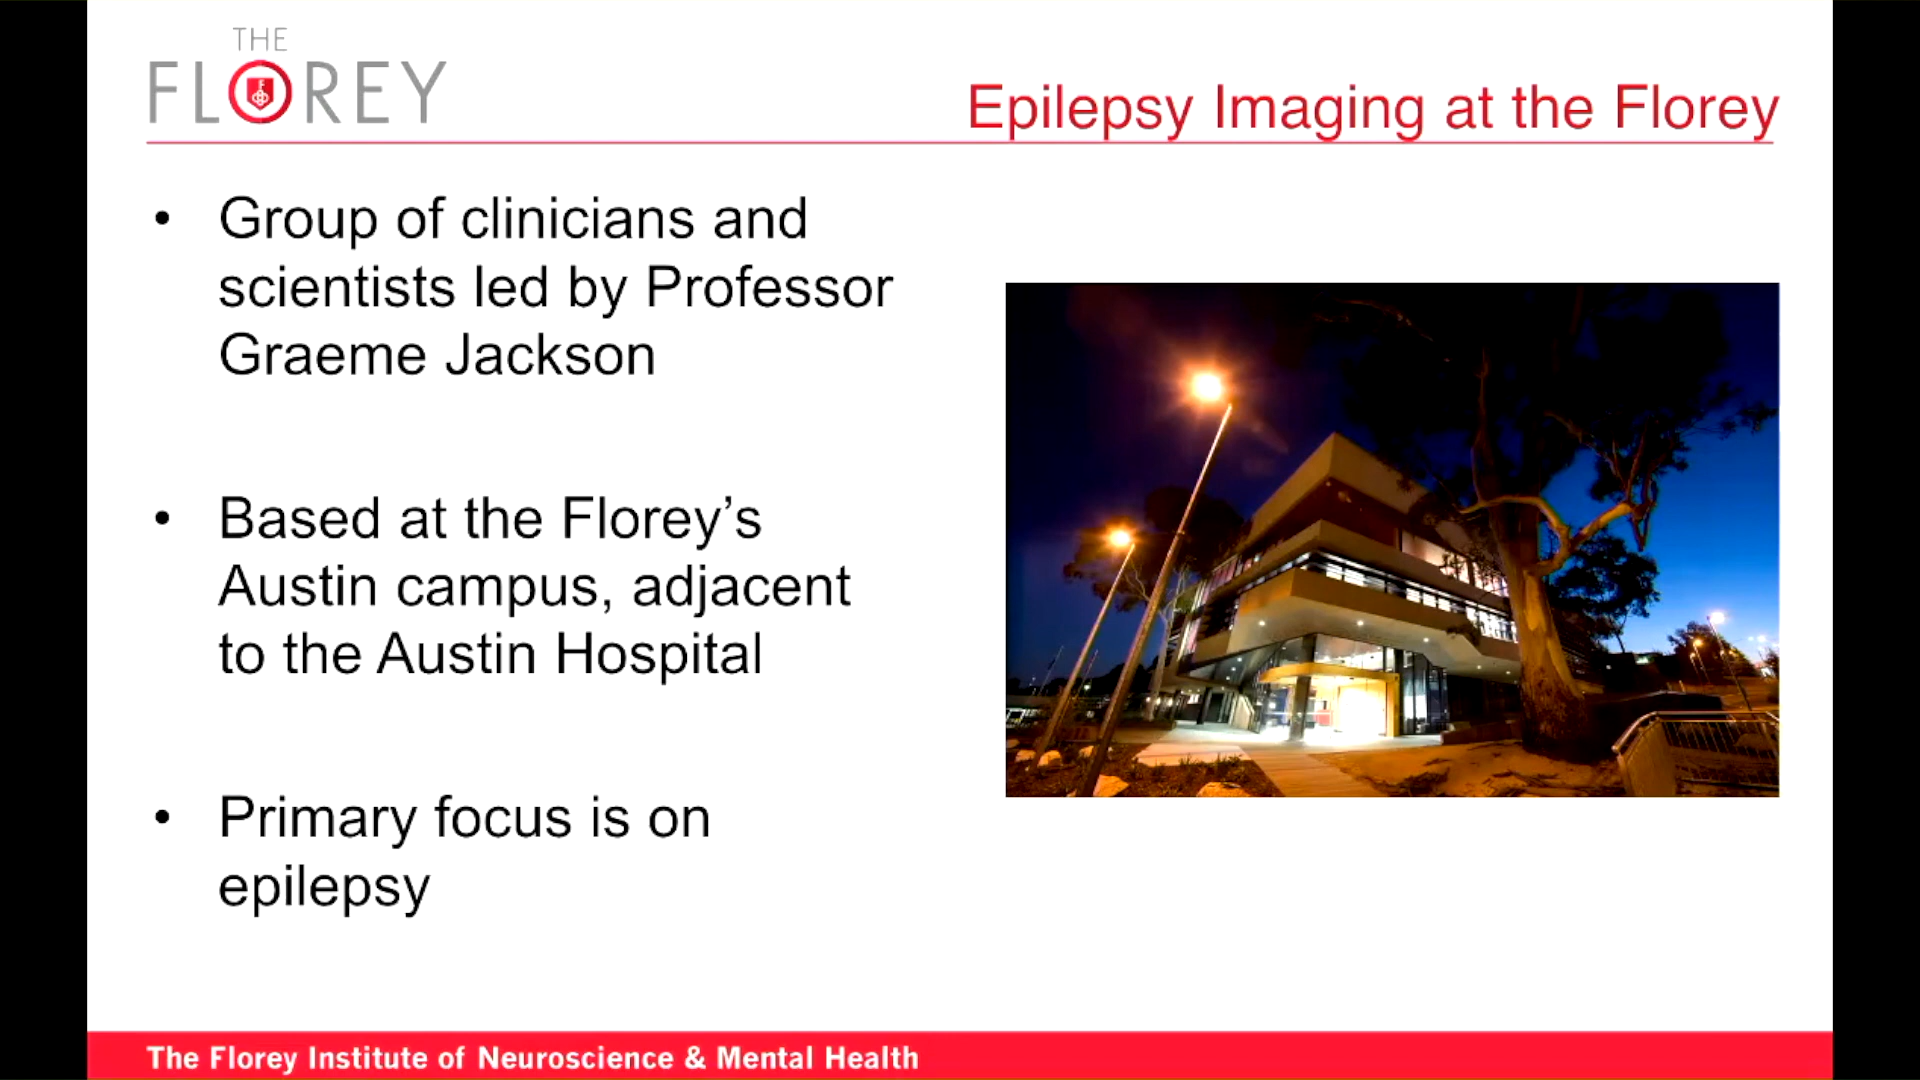 THE
FLOREY
Epilepsy Imaging at the Florey
• Group of clinicians and
scientists led by Professor
Graeme Jackson
• Based at the Florey’s
Austin campus, adjacent
to the Austin Hospital
• Primary focus is on
epilepsy
The Florey Institute of Neuroscience & Mental Health